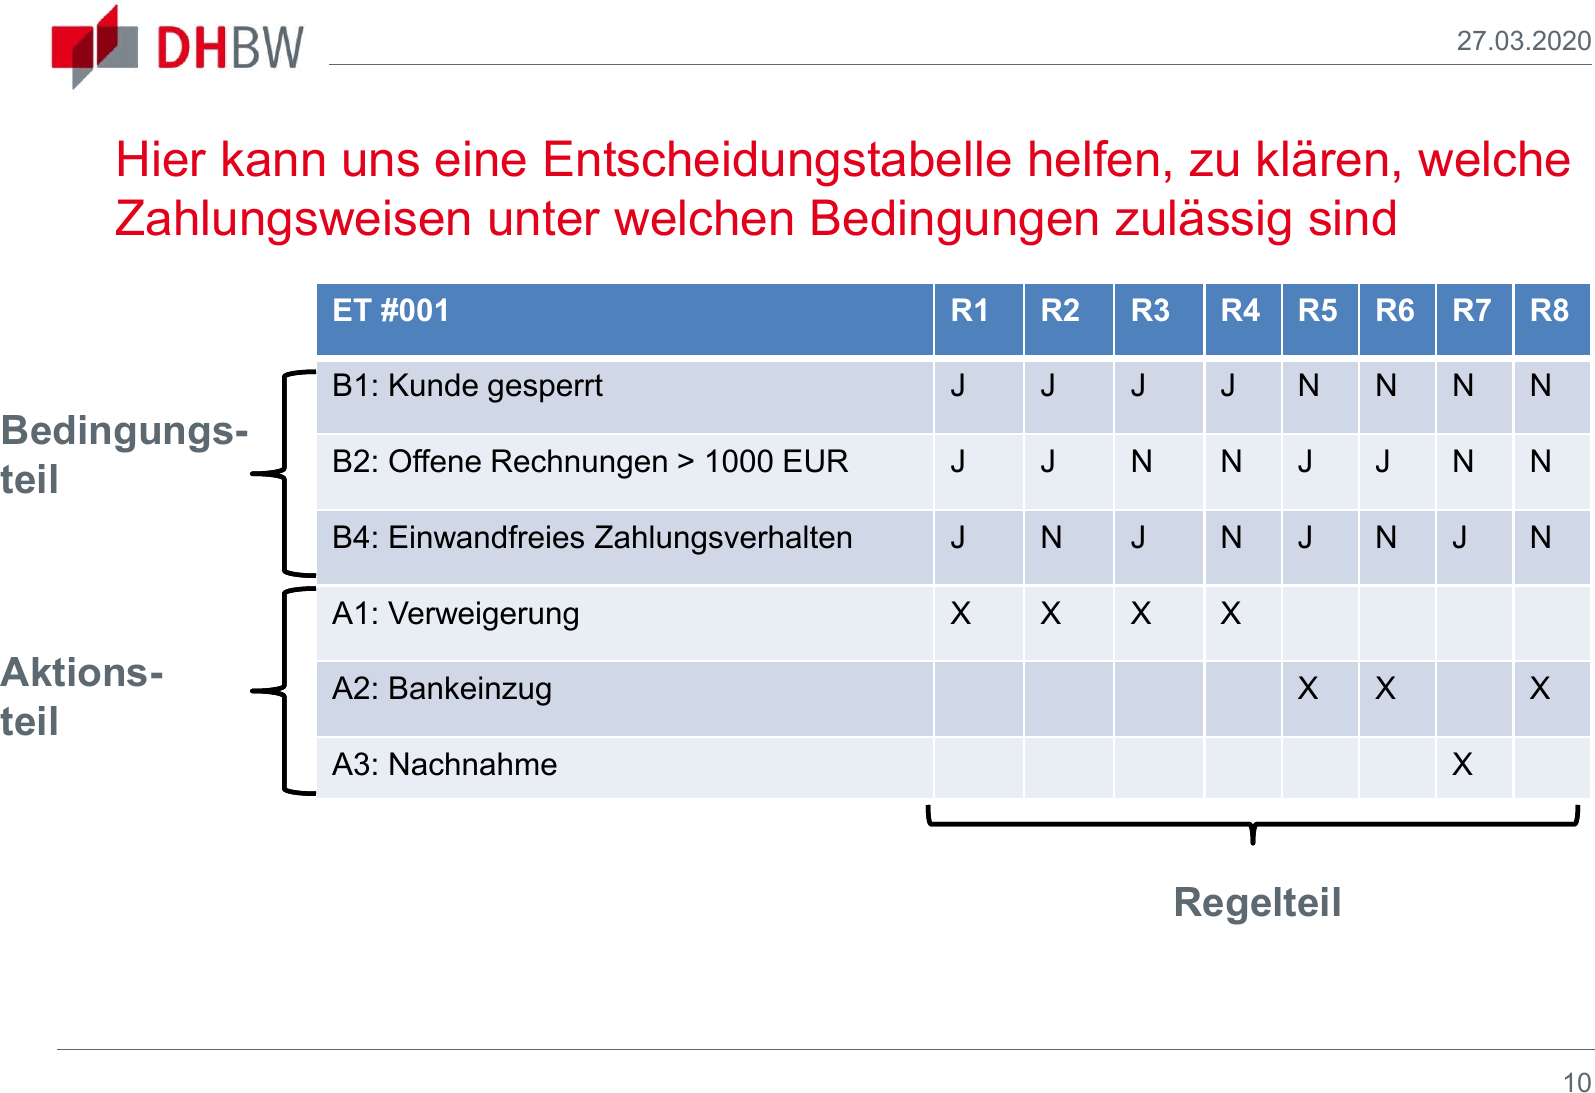 DHBW
27.03.2020
Hier kann uns eine Entscheidungstabelle helfen, zu klären, welche
Zahlungsweisen unter welchen Bedingungen zulässig sind
ET #001 R1 R2 R3 R4 R5 R6 R7 R8
B1: Kunde gesperrt J J J J N N N N
Bedingungs-
teil
B2: Offene Rechnungen > 1000 EUR J J N N J J N N
B4: Einwandfreies Zahlungsverhalten J N J N J N J N
A1: Verweigerung X X X X
Aktions-
teil
A2: Bankeinzug X X X
A3: Nachnahme X
Regelteil
10